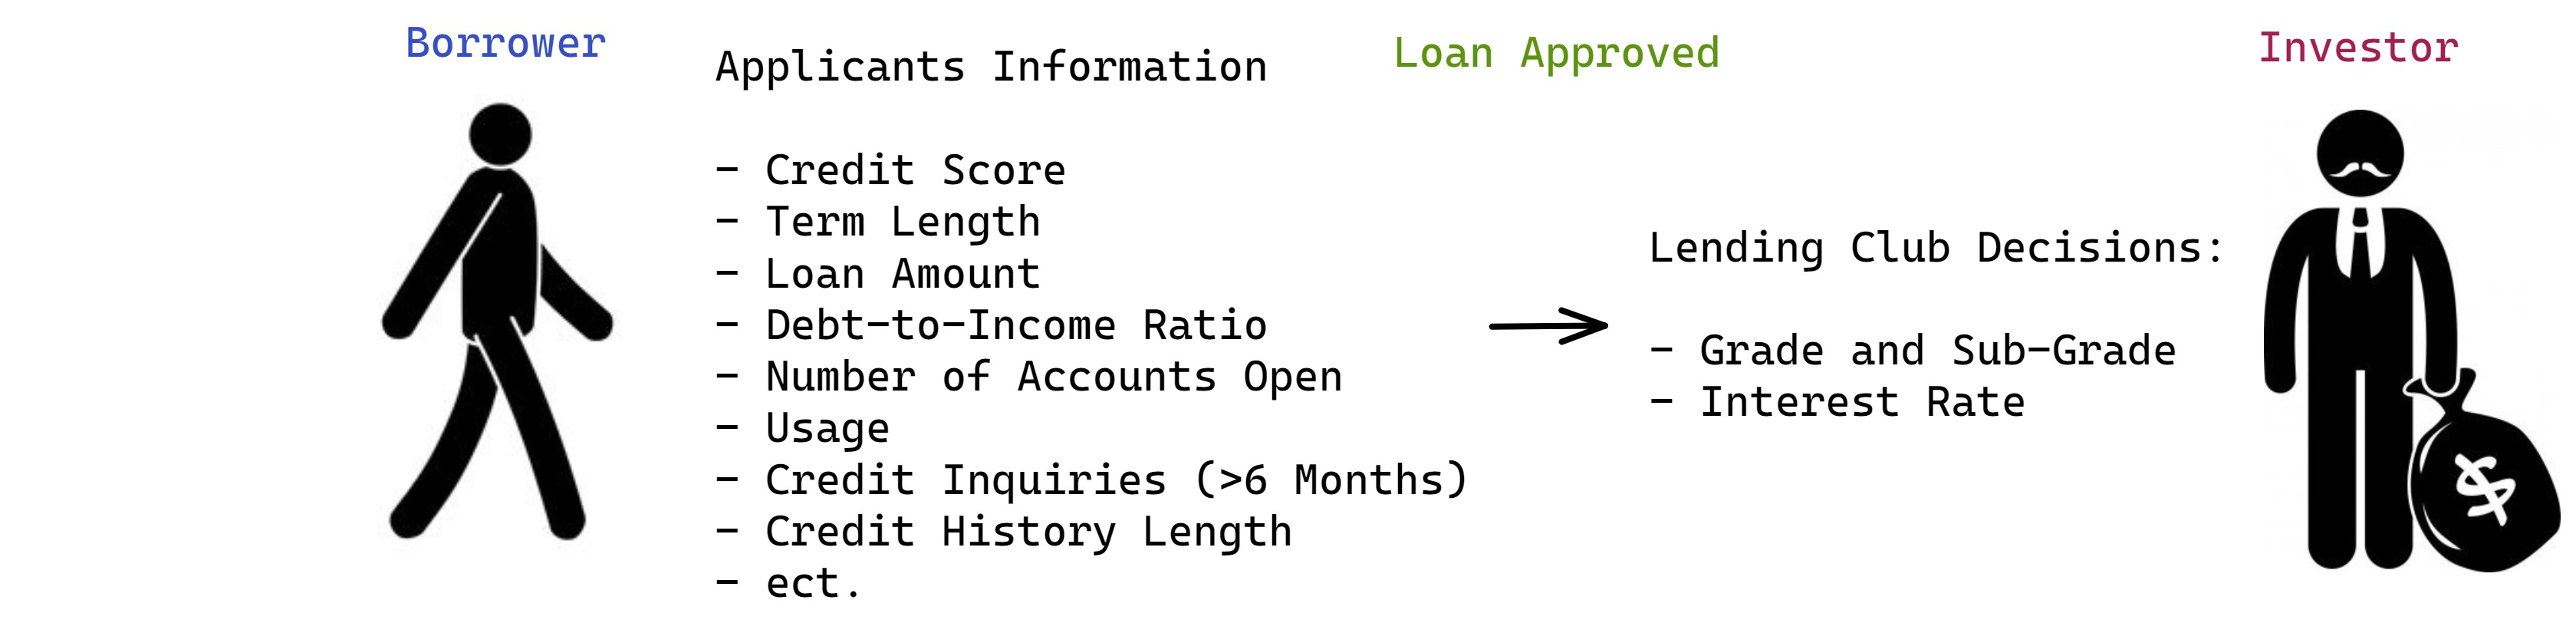 Borrower
Applicants Information
- Credit Score
- Term Length
- Loan Amount
- Debt-to-Income Ratio
- Number of Accounts Open
- Usage
- Credit Inquiries (>6 Months)
- Credit History Length
- ect.
Loan Approved
Lending Club Decisions:
- Grade and Sub-Grade
- Interest Rate
Investor
$